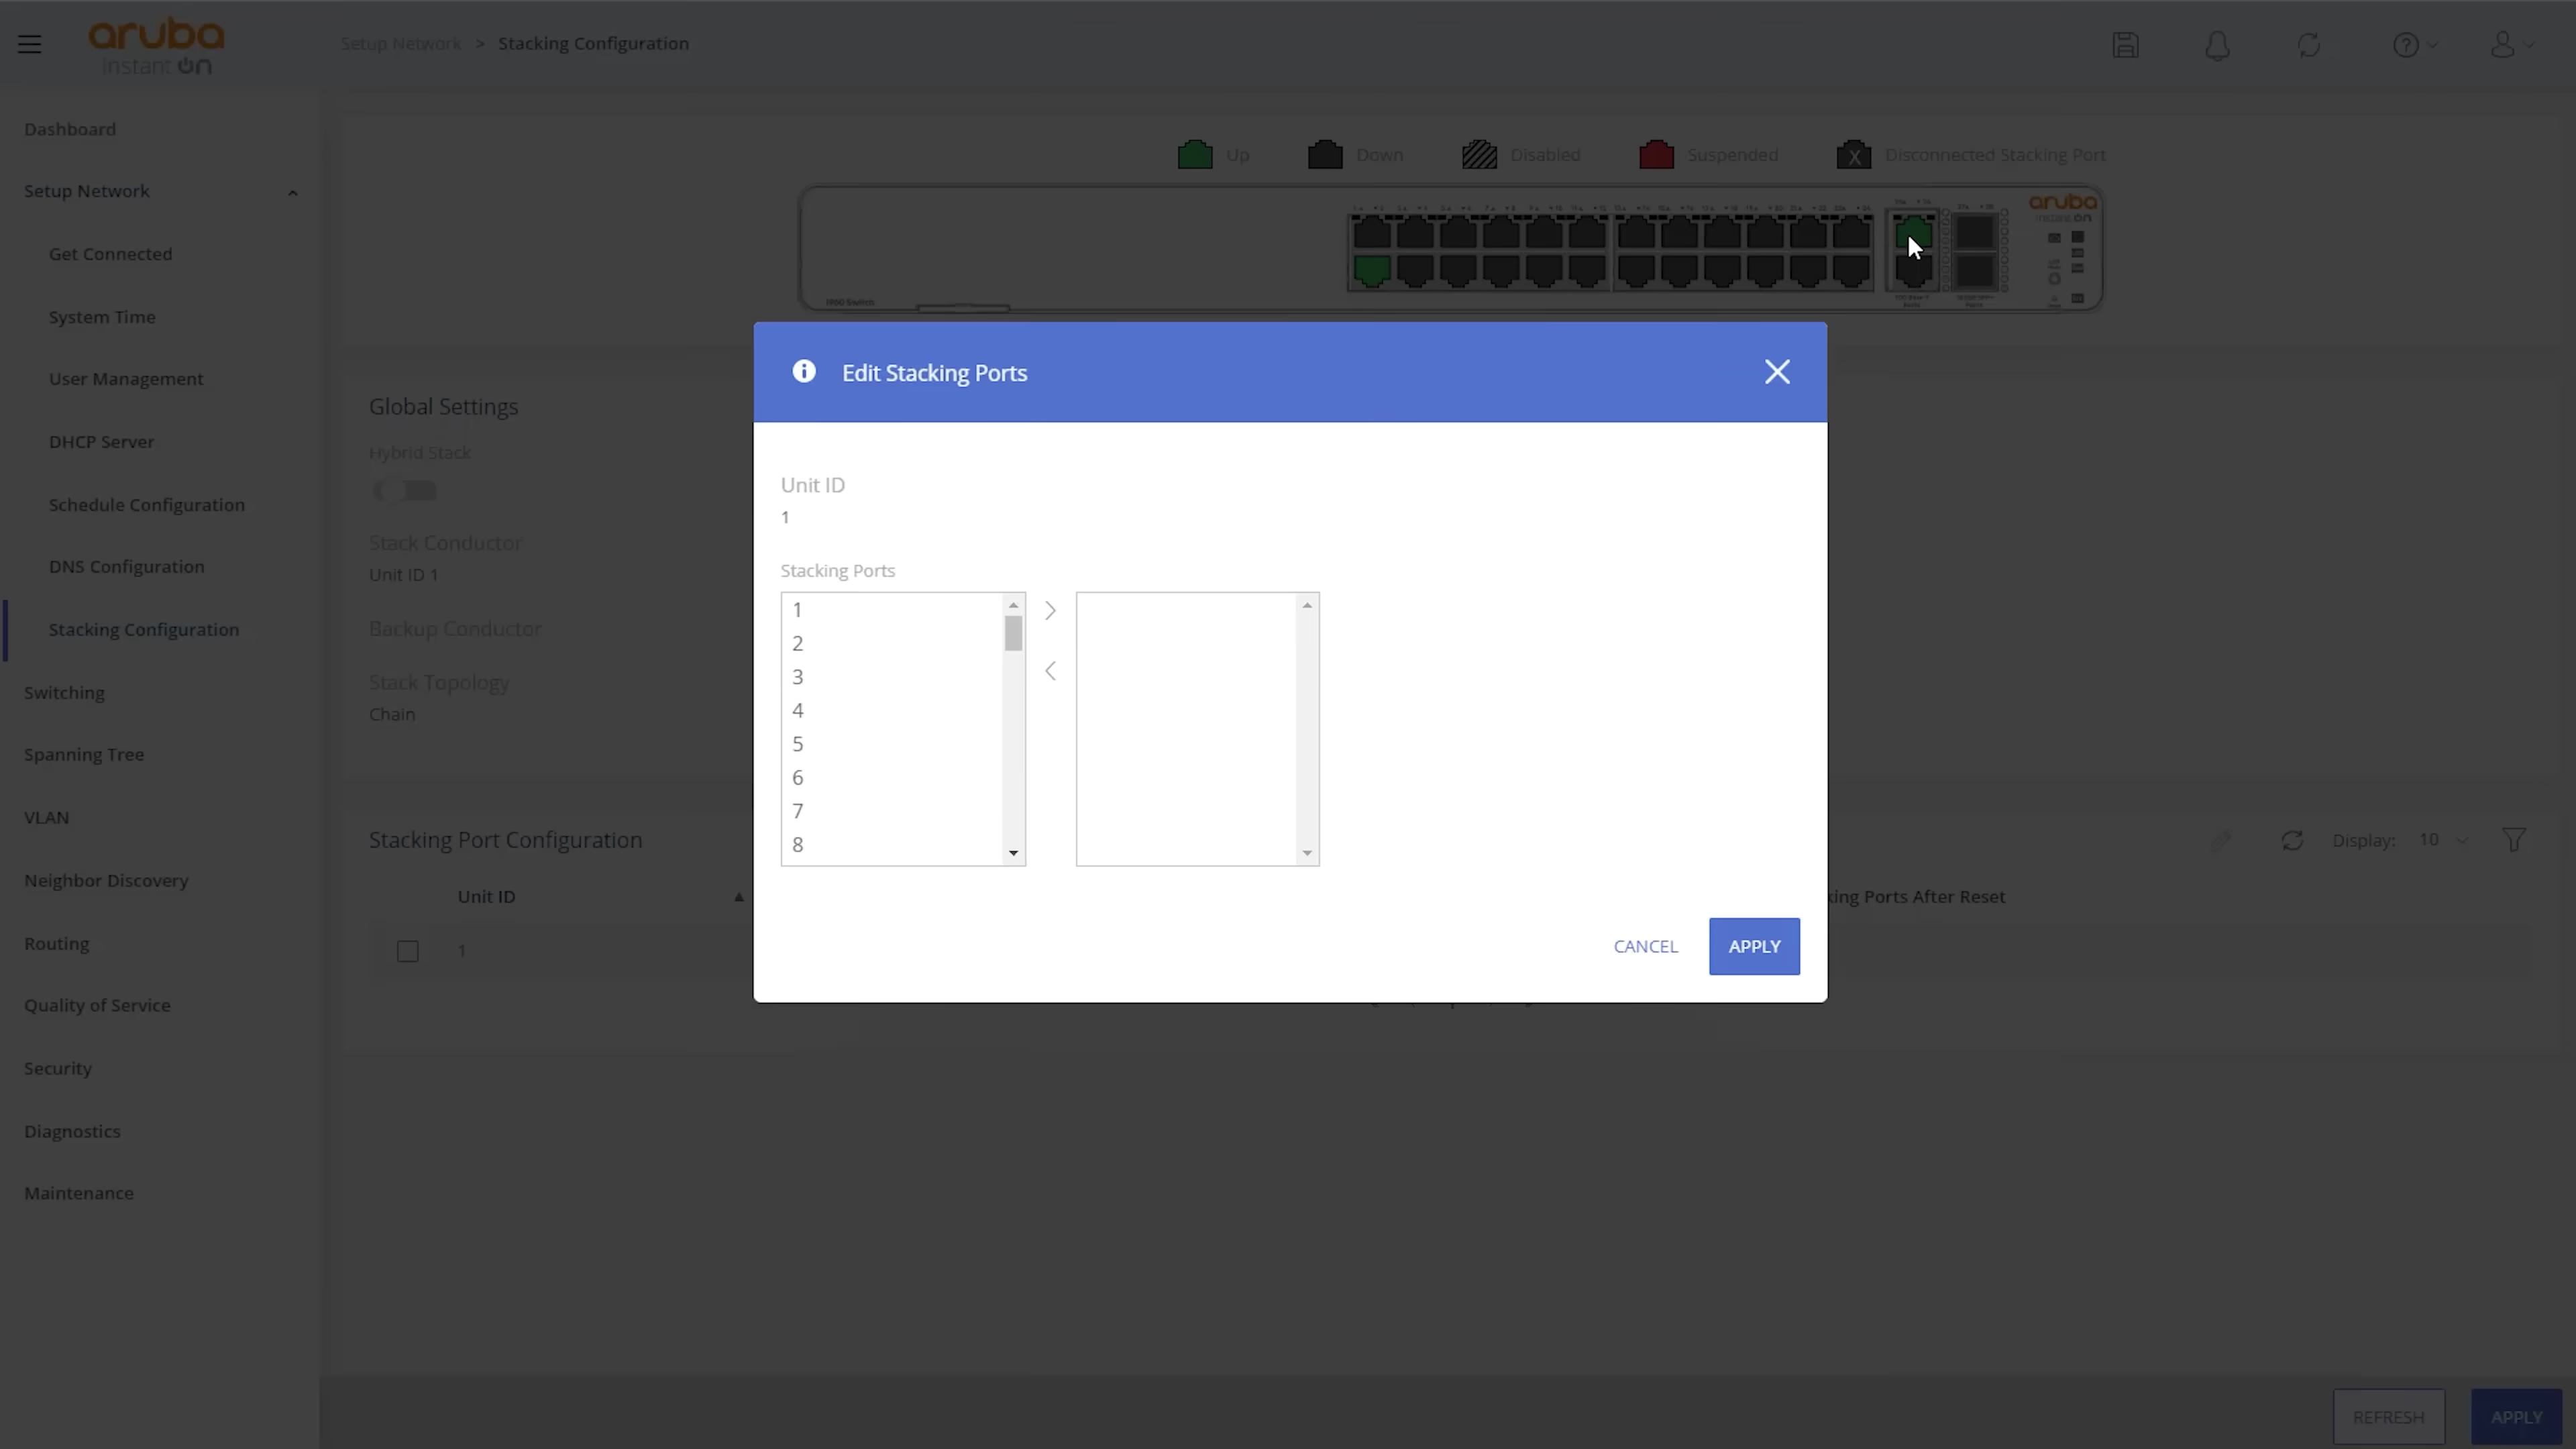 aruba
instant on
Setup Network > Stacking Configuration
Dashboard
Setup Network
Get Connected
System Time
User Management
DHCP Server
Schedule Configuration
DNS Configuration
Stacking Configuration
Switching
Spanning Tree
VLAN
Neighbor Discovery
Routing
Quality of Service
Security
Diagnostics
Maintenance
Up
Down
Disabled
X Disconnected Stacking Port
Suspended
aruba
instant on
1960 Switch
Global Settings
Hybrid Stack
Stack Conductor
Unit ID 1
Backup Conductor
Stack Topology
Chain
Stacking Port Configuration
Display: 10
Unit ID
king Ports After Reset
1
Edit Stacking Ports
Unit ID
1
Stacking Ports
1
2
3
4
5
6
7
8
CANCEL
APPLY
REFRESH
APPLY